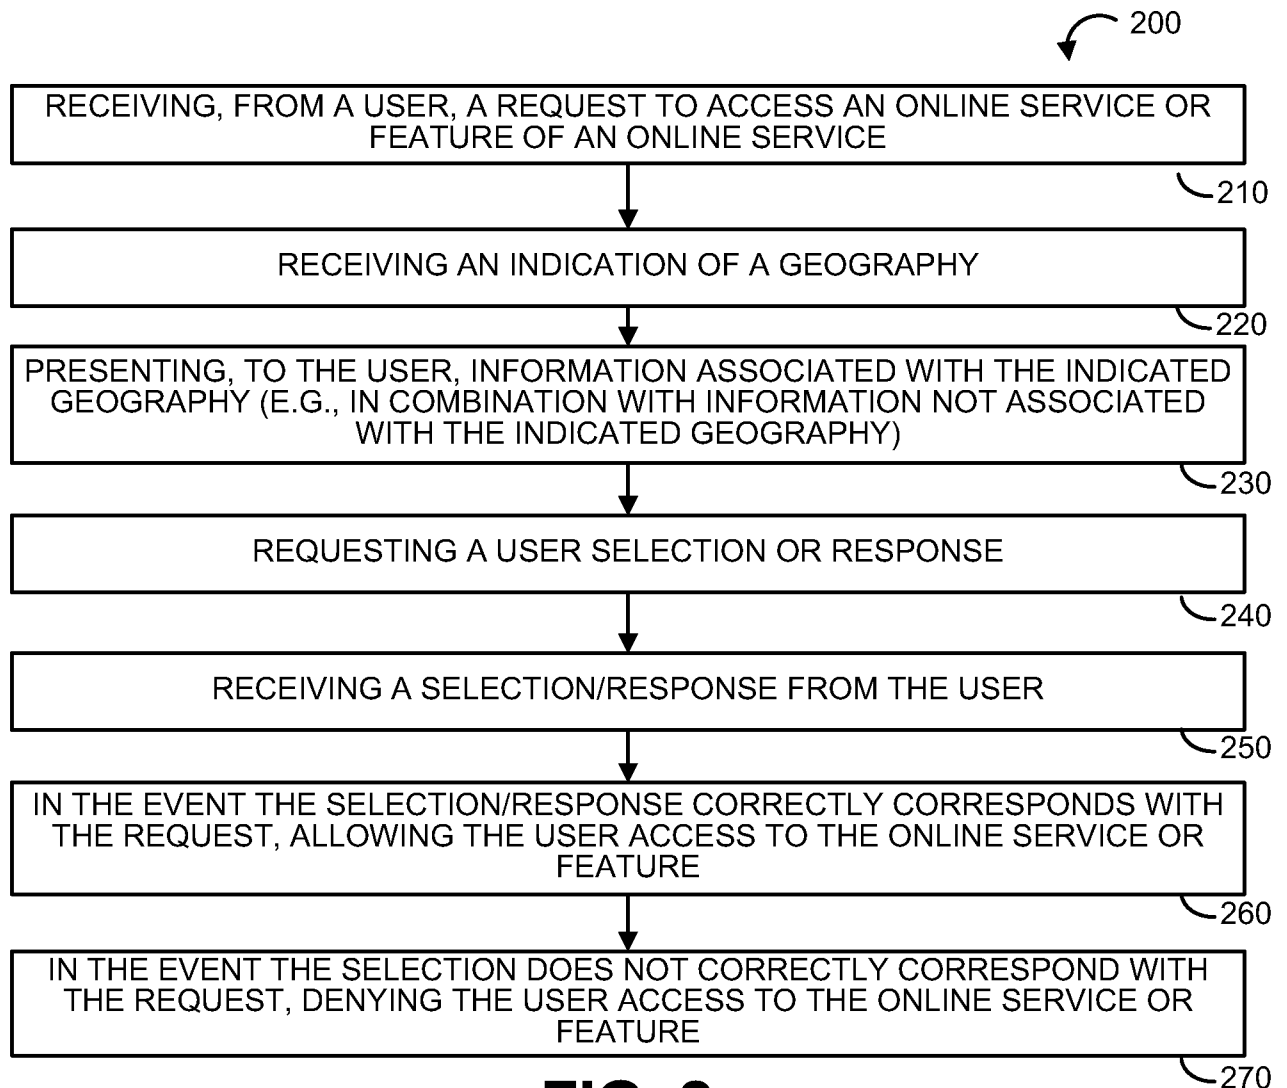 200
RECEIVING, FROM A USER, A REQUEST TO ACCESS AN ONLINE SERVICE OR
FEATURE OF AN ONLINE SERVICE
210
RECEIVING AN INDICATION OF A GEOGRAPHY
220
PRESENTING, TO THE USER, INFORMATION ASSOCIATED WITH THE INDICATED
GEOGRAPHY (E.G., IN COMBINATION WITH INFORMATION NOT ASSOCIATED
WITH THE INDICATED GEOGRAPHY)
230
REQUESTING A USER SELECTION OR RESPONSE
240
RECEIVING A SELECTION/RESPONSE FROM THE USER
250
IN THE EVENT THE SELECTION/RESPONSE CORRECTLY CORRESPONDS WITH
THE REQUEST, ALLOWING THE USER ACCESS TO THE ONLINE SERVICE OR
FEATURE
260
IN THE EVENT THE SELECTION DOES NOT CORRECTLY CORRESPOND WITH
THE REQUEST, DENYING THE USER ACCESS TO THE ONLINE SERVICE OR
FEATURE
270
FIG.